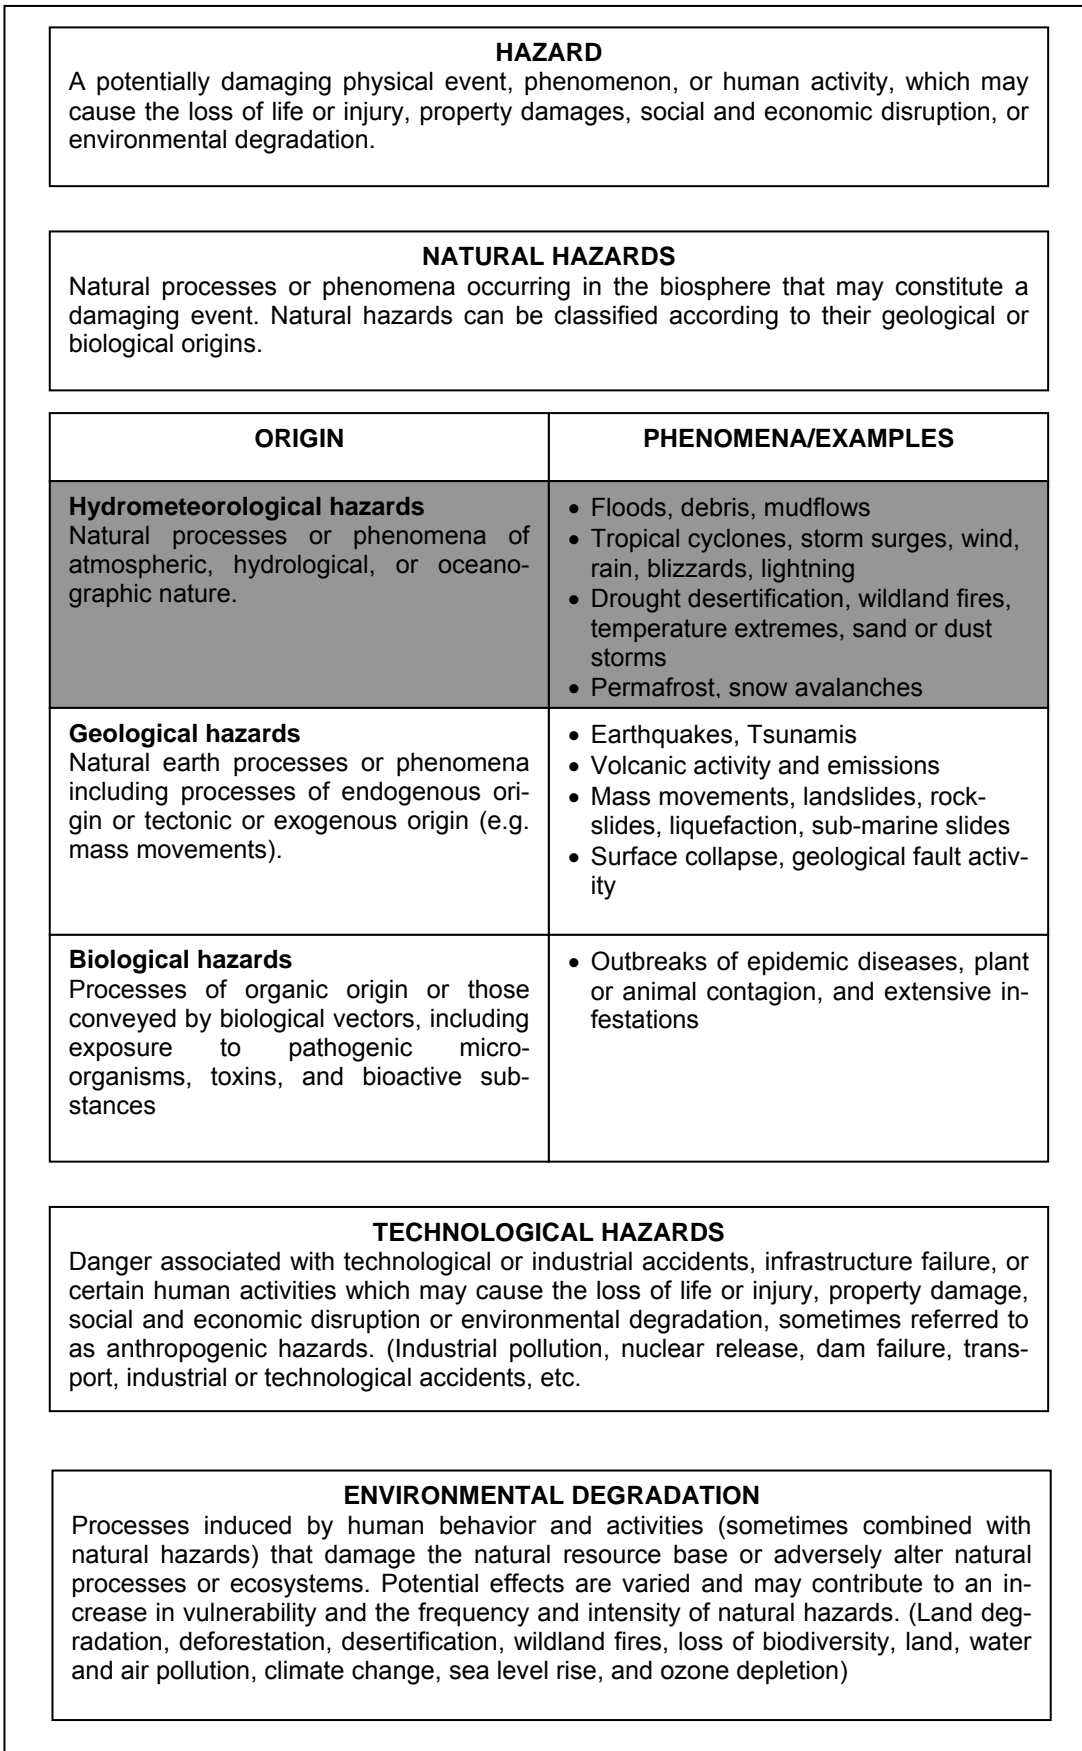 HAZARD
A potentially damaging physical event, phenomenon, or human activity, which may
cause the loss of life or injury, property damages, social and economic disruption, or
environmental degradation.
NATURAL HAZARDS
Natural processes or phenomena occurring in the biosphere that may constitute a
damaging event. Natural hazards can be classified according to their geological or
biological origins.
ORIGIN
PHENOMENA/EXAMPLES
Hydrometeorological hazards
Natural processes or phenomena of
atmospheric, hydrological, or oceano-
graphic nature.
• Floods, debris, mudflows
• Tropical cyclones, storm surges, wind,
rain, blizzards, lightning
• Drought desertification, wildland fires,
temperature extremes, sand or dust
storms
• Permafrost, snow avalanches
Geological hazards
Natural earth processes or phenomena
including processes of endogenous ori-
gin or tectonic or exogenous origin (e.g.
mass movements).
• Earthquakes, Tsunamis
• Volcanic activity and emissions
• Mass movements, landslides, rock-
slides, liquefaction, sub-marine slides
• Surface collapse, geological fault activ-
ity
Biological hazards
Processes of organic origin or those
conveyed by biological vectors, including
exposure to pathogenic micro-
organisms, toxins, and bioactive sub-
stances
• Outbreaks of epidemic diseases, plant
or animal contagion, and extensive in-
festations
TECHNOLOGICAL HAZARDS
Danger associated with technological or industrial accidents, infrastructure failure, or
certain human activities which may cause the loss of life or injury, property damage,
social and economic disruption or environmental degradation, sometimes referred to
as anthropogenic hazards. (Industrial pollution, nuclear release, dam failure, trans-
port, industrial or technological accidents, etc.
ENVIRONMENTAL DEGRADATION
Processes induced by human behavior and activities (sometimes combined with
natural hazards) that damage the natural resource base or adversely alter natural
processes or ecosystems. Potential effects are varied and may contribute to an in-
crease in vulnerability and the frequency and intensity of natural hazards. (Land deg-
radation, deforestation, desertification, wildland fires, loss of biodiversity, land, water
and air pollution, climate change, sea level rise, and ozone depletion)